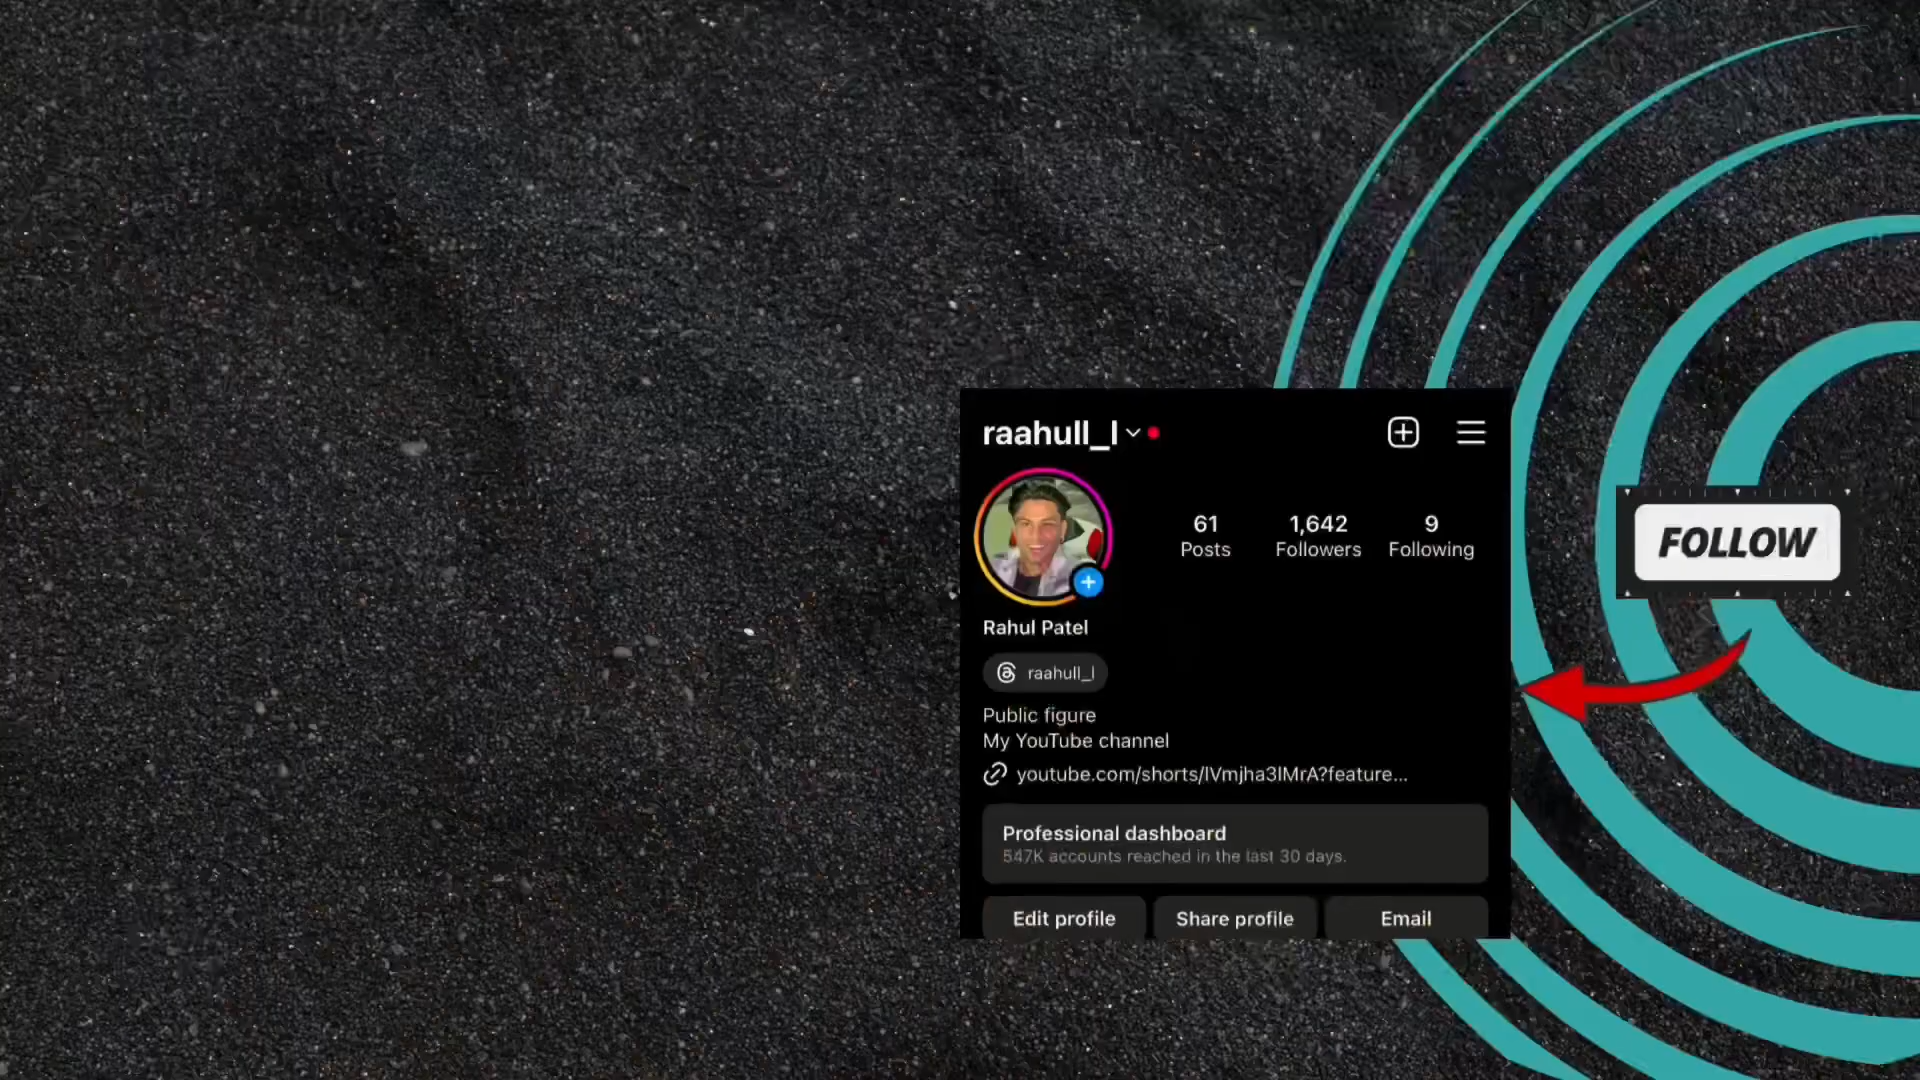 raahull_l
61 1,642 9
Posts Followers Following
FOLLOW
Rahul Patel
raahull_l
Public figure
My YouTube channel
youtube.com/shorts/lVmjha3lMrA?feature...
Professional dashboard
547K accounts reached in the last 30 days.
Edit profile Share profile Email